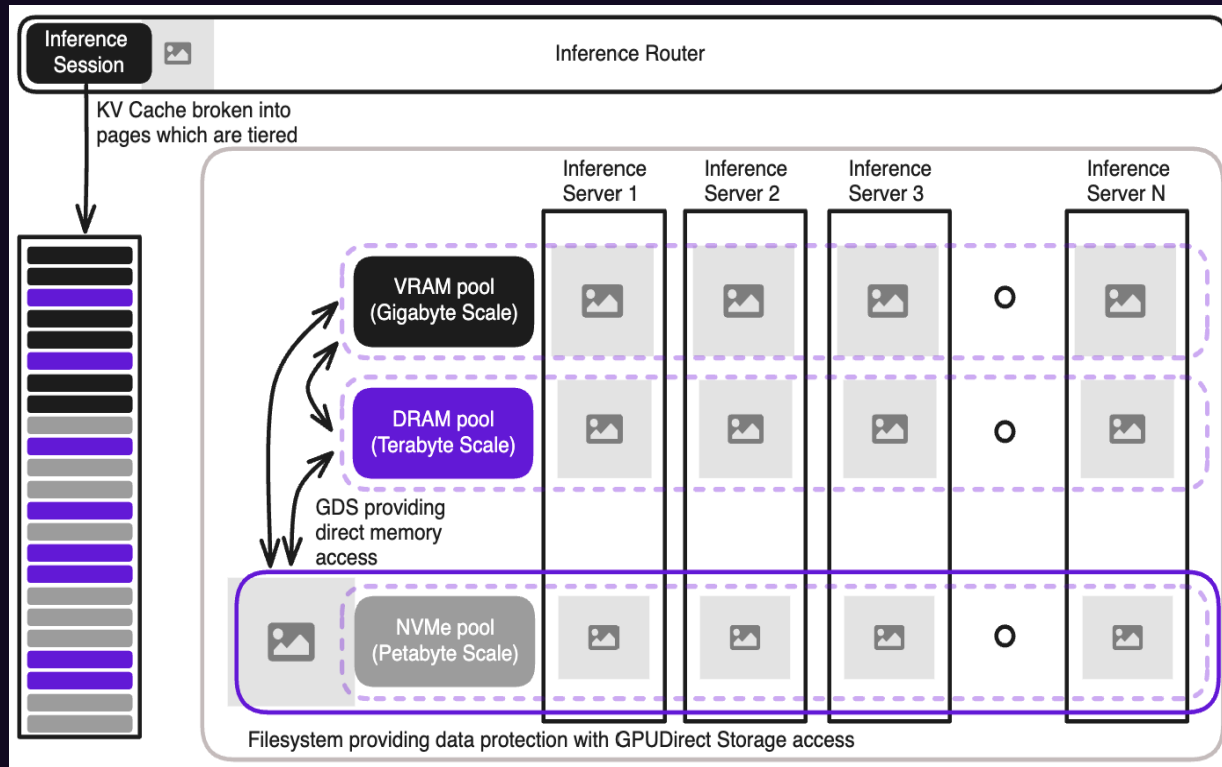 Inference
Session
Inference Router
KV Cache broken into
pages which are tiered
Inference
Server 1
Inference
Server 2
Inference
Server 3
Inference
Server N
VRAM pool
(Gigabyte Scale)
DRAM pool
(Terabyte Scale)
GDS providing
direct memory
access
NVMe pool
(Petabyte Scale)
Filesystem providing data protection with GPUDirect Storage access